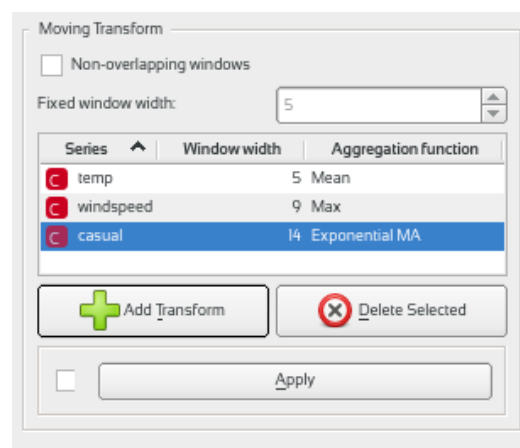 Moving Transform
Non-overlapping windows
Fixed window width: 5
Series Window width Aggregation function
C temp 5 Mean
C windspeed 9 Max
C casual 14 Exponential MA
Add Transform Delete Selected
Apply